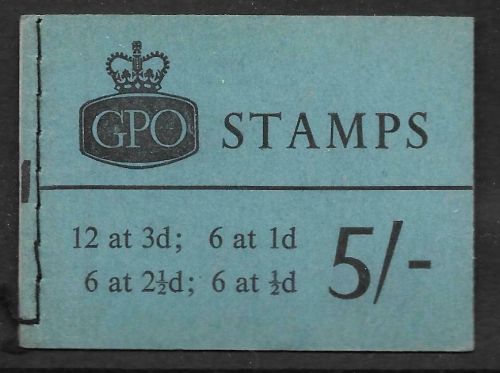 GPO STAMPS
12 at 3d; 6 at 1d
6 at 2½d; 6 at ½d
5/-